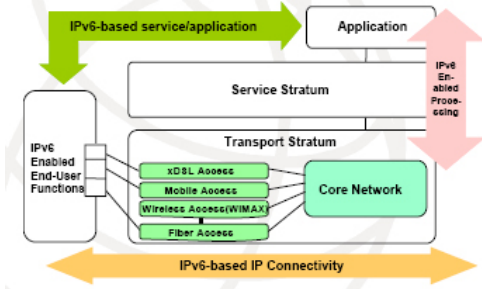 IPv6-based service/application
Application
IPv6
En-
abled
Proce-
ssing
Service Stratum
IPv6
Enabled
End-User
Functions
Transport Stratum
xDSL Access
Mobile Access
Wireless Access(WIMAX)
Fiber Access
Core Network
IPv6-based IP Connectivity